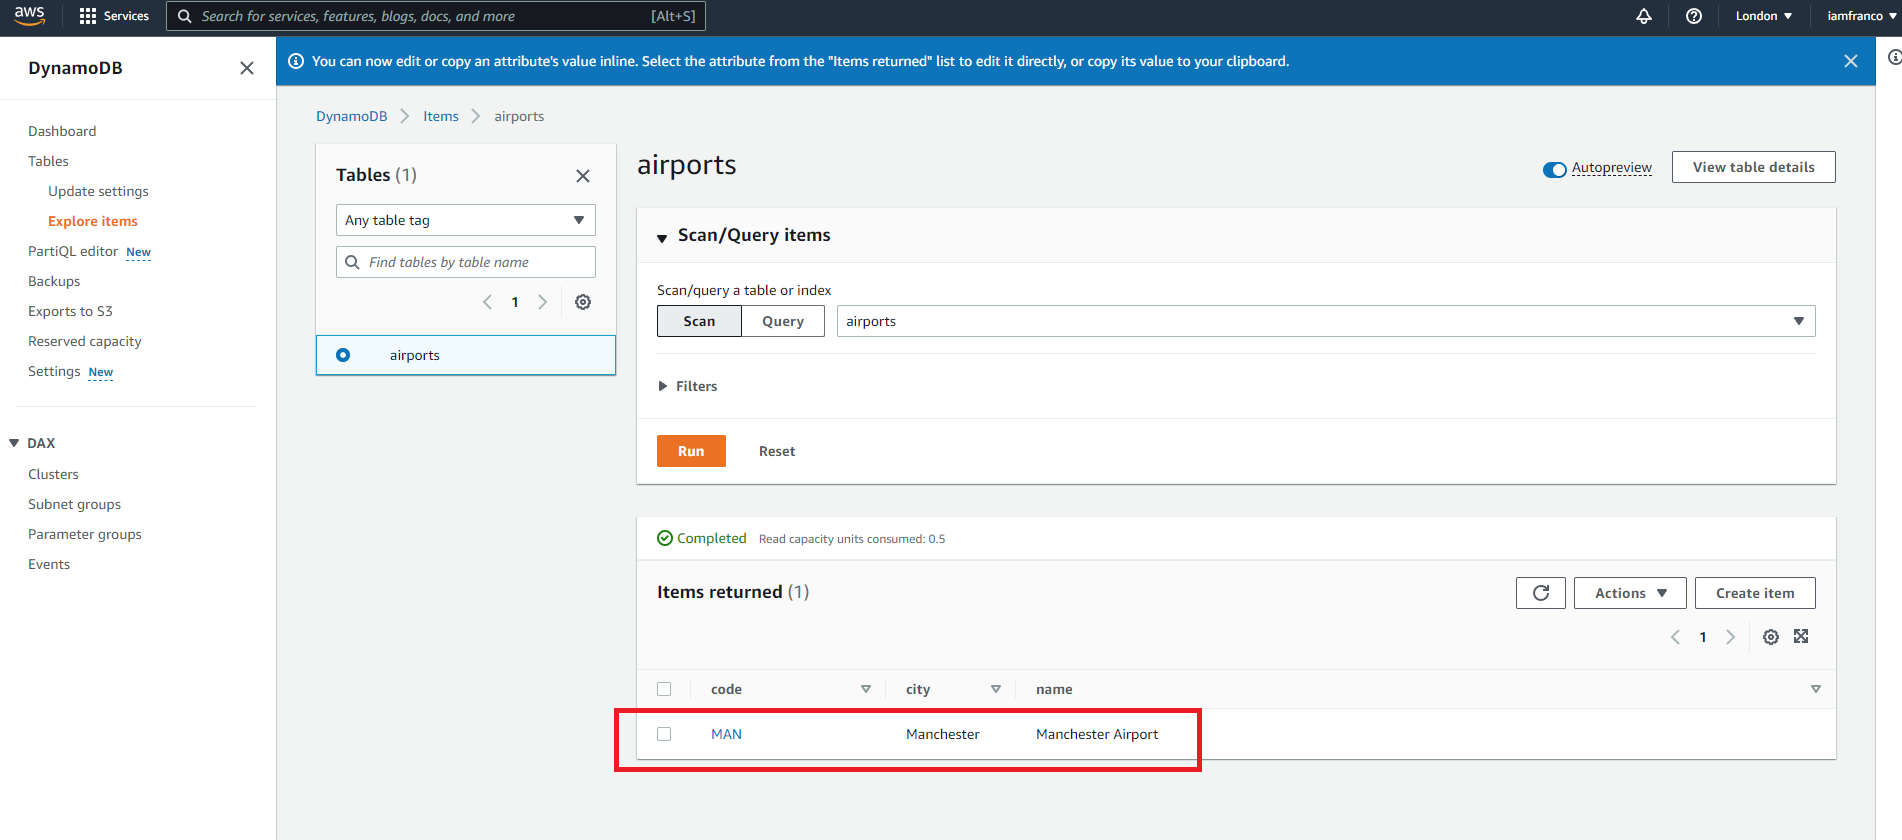 aws
Services
Search for services, features, blogs, docs, and more
[Alt+S]
London
iamfranco
DynamoDB
Dashboard
Tables
Update settings
Explore items
PartiQL editor New
Backups
Exports to S3
Reserved capacity
Settings New
DAX
Clusters
Subnet groups
Parameter groups
Events
You can now edit or copy an attribute's value inline. Select the attribute from the "Items returned" list to edit it directly, or copy its value to your clipboard.
DynamoDB > Items > airports
Tables (1)
Any table tag
Find tables by table name
1
airports
airports
Autopreview
View table details
Scan/Query items
Scan/query a table or index
Scan Query airports
Filters
Run Reset
Completed Read capacity units consumed: 0.5
Items returned (1)
Actions
Create item
1
code city name
MAN Manchester Manchester Airport